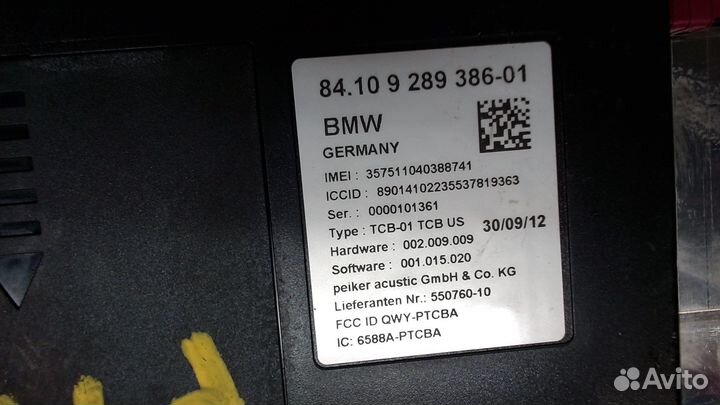 84.10 9 289 386-01
BMW
GERMANY
IMEI : 357511040388741
ICCID : 89014102235537819363
Ser. : 0000101361
Type : TCB-01 TCB US 30/09/12
Hardware : 002.009.009
Software : 001.015.020
peiker acustic GmbH & Co. KG
Lieferanten Nr.: 550760-10
FCC ID QWY-PTCBA
IC: 6588A-PTCBA
Avito